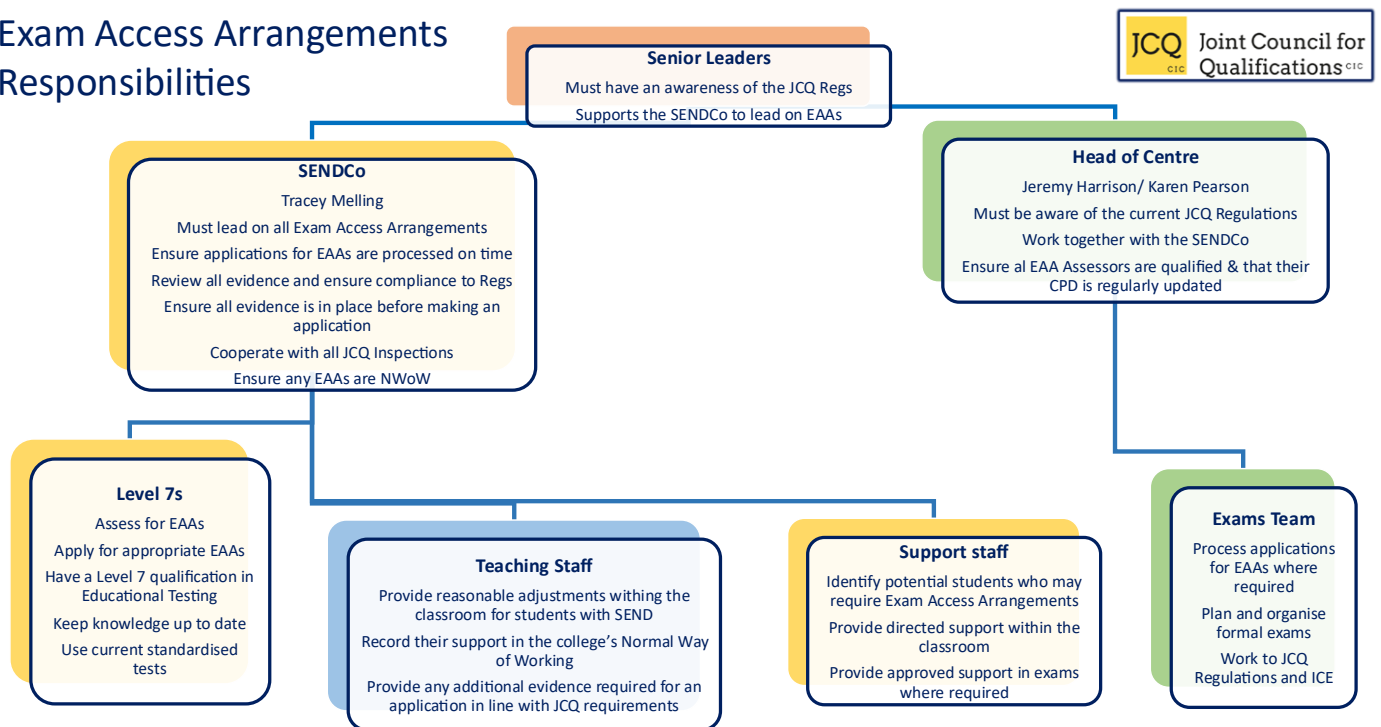 Exam Access Arrangements
Responsibilities
JCQ
CIC
Joint Council for
Qualifications CIC
Senior Leaders
Must have an awareness of the JCQ Regs
Supports the SENDCo to lead on EAAs
SENDCo
Tracey Melling
Must lead on all Exam Access Arrangements
Ensure applications for EAAs are processed on time
Review all evidence and ensure compliance to Regs
Ensure all evidence is in place before making an
application
Cooperate with all JCQ Inspections
Ensure any EAAs are NWoW
Head of Centre
Jeremy Harrison/ Karen Pearson
Must be aware of the current JCQ Regulations
Work together with the SENDCo
Ensure al EAA Assessors are qualified & that their
CPD is regularly updated
Level 7s
Assess for EAAs
Apply for appropriate EAAs
Have a Level 7 qualification in
Educational Testing
Keep knowledge up to date
Use current standardised
tests
Teaching Staff
Provide reasonable adjustments withing the
classroom for students with SEND
Record their support in the college's Normal Way
of Working
Provide any additional evidence required for an
application in line with JCQ requirements
Support staff
Identify potential students who may
require Exam Access Arrangements
Provide directed support within the
classroom
Provide approved support in exams
where required
Exams Team
Process applications
for EAAs where
required
Plan and organise
formal exams
Work to JCQ
Regulations and ICE